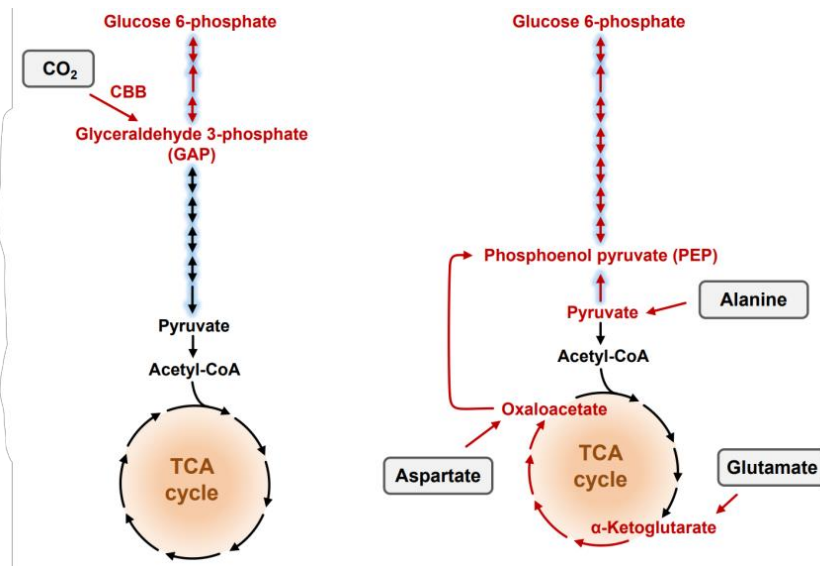 Glucose 6-phosphate
CO₂
CBB
Glyceraldehyde 3-phosphate
(GAP)
Pyruvate
Acetyl-CoA
TCA
cycle
Glucose 6-phosphate
Phosphoenol pyruvate (PEP)
Alanine
Pyruvate
Acetyl-CoA
Oxaloacetate
Aspartate
TCA
cycle
Glutamate
α-Ketoglutarate